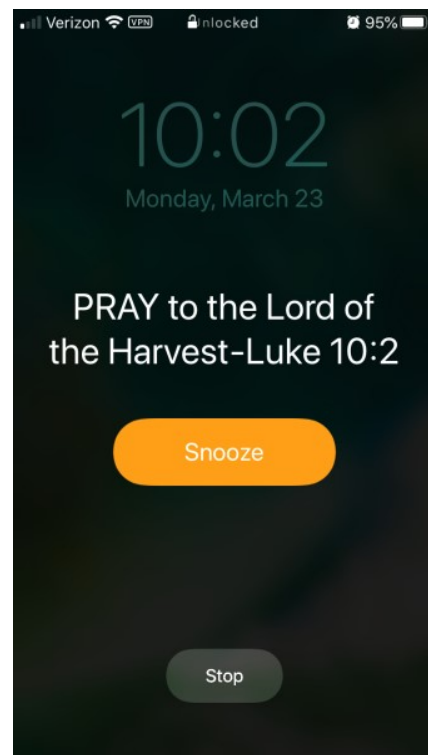 Verizon VPN Unlocked 95%
10:02
Monday, March 23
PRAY to the Lord of
the Harvest-Luke 10:2
Snooze
Stop